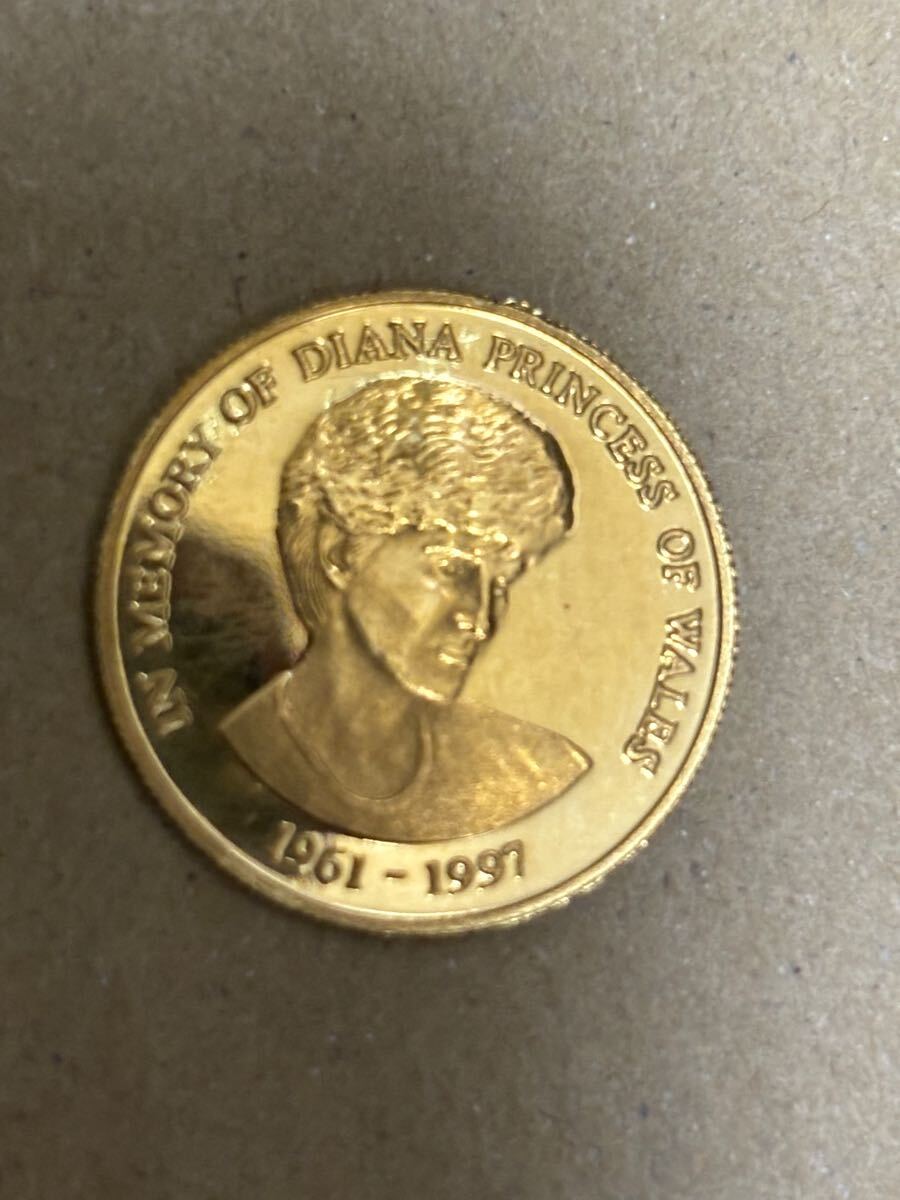 IN MEMORY OF DIANA PRINCESS OF WALES
1961 - 1997